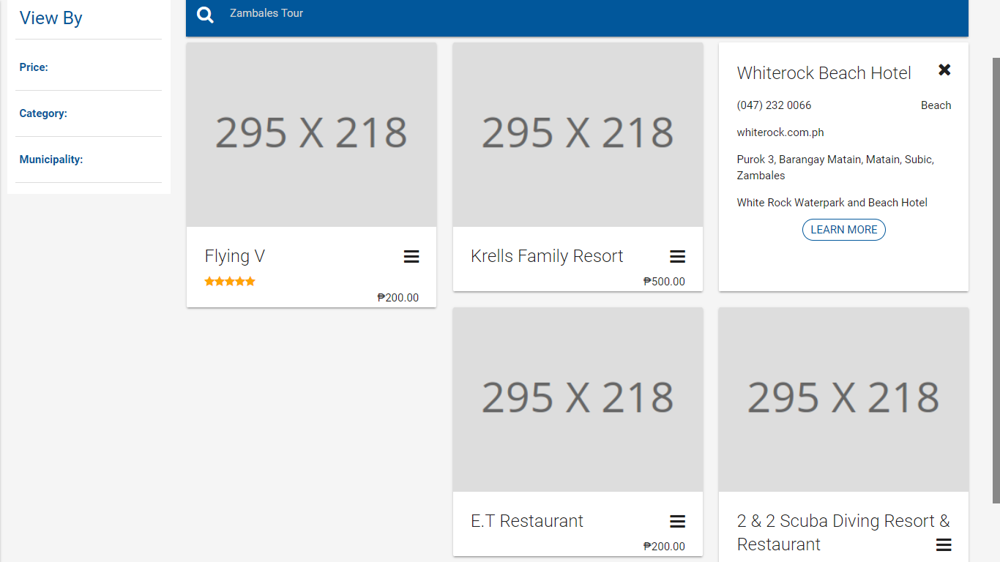 View By
Price:
Category:
Municipality:
Zambales Tour
295 X 218
Flying V
₱200.00
295 X 218
Krells Family Resort
₱500.00
Whiterock Beach Hotel
(047) 232 0066 Beach
whiterock.com.ph
Purok 3, Barangay Matain, Matain, Subic,
Zambales
White Rock Waterpark and Beach Hotel
LEARN MORE
295 X 218
E.T Restaurant
₱200.00
295 X 218
2 & 2 Scuba Diving Resort &
Restaurant